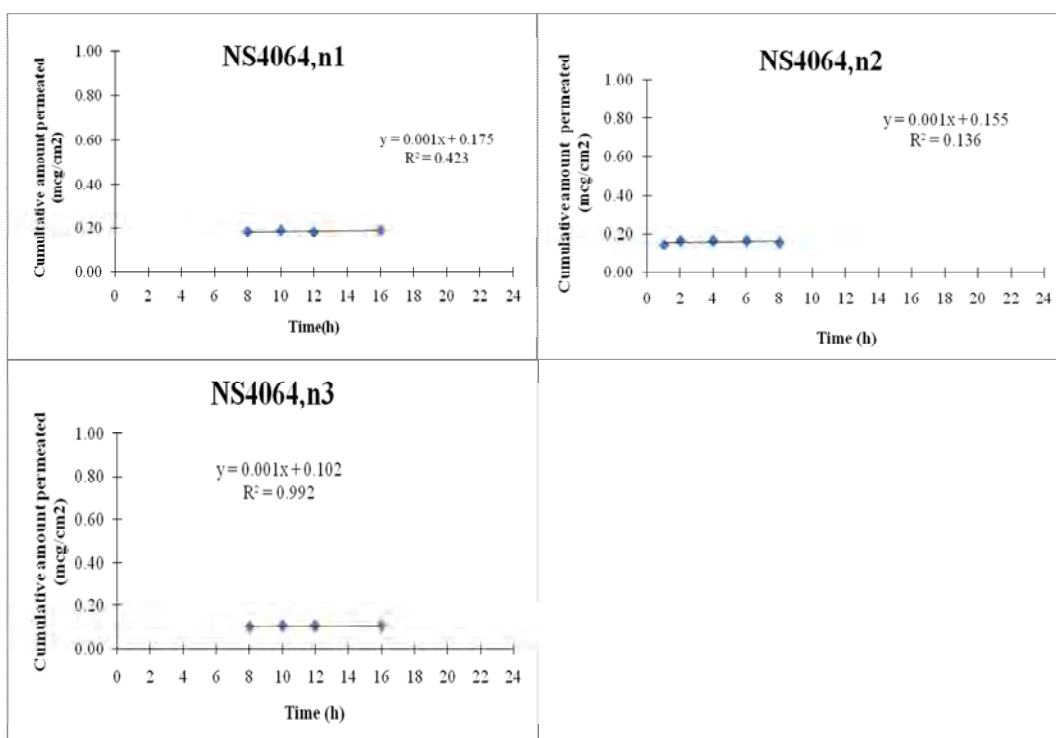 NS4064,n1
Cumultative amount permeated
(mcg/cm2)
1.00
0.80
0.60
0.40
0.20
0.00
y = 0.001x + 0.175
R² = 0.423
0 2 4 6 8 10 12 14 16 18 20 22 24
Time(h)
NS4064,n2
Cumulative amount permeated
(mcg/cm2)
1.00
0.80
0.60
0.40
0.20
0.00
y = 0.001x + 0.155
R² = 0.136
0 2 4 6 8 10 12 14 16 18 20 22 24
Time (h)
NS4064,n3
Cumulative amount permeated
(mcg/cm2)
1.00
0.80
0.60
0.40
0.20
0.00
y = 0.001x + 0.102
R² = 0.992
0 2 4 6 8 10 12 14 16 18 20 22 24
Time (h)